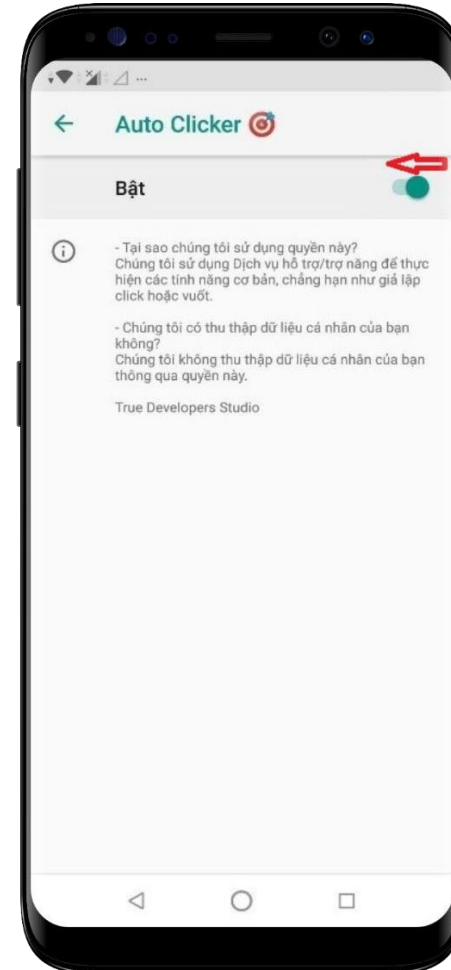 Auto Clicker
Bật
- Tại sao chúng tôi sử dụng quyền này?
Chúng tôi sử dụng Dịch vụ hỗ trợ/trợ năng để thực
hiện các tính năng cơ bản, chẳng hạn như giả lập
click hoặc vuốt.
- Chúng tôi có thu thập dữ liệu cá nhân của bạn
không?
Chúng tôi không thu thập dữ liệu cá nhân của bạn
thông qua quyền này.
True Developers Studio